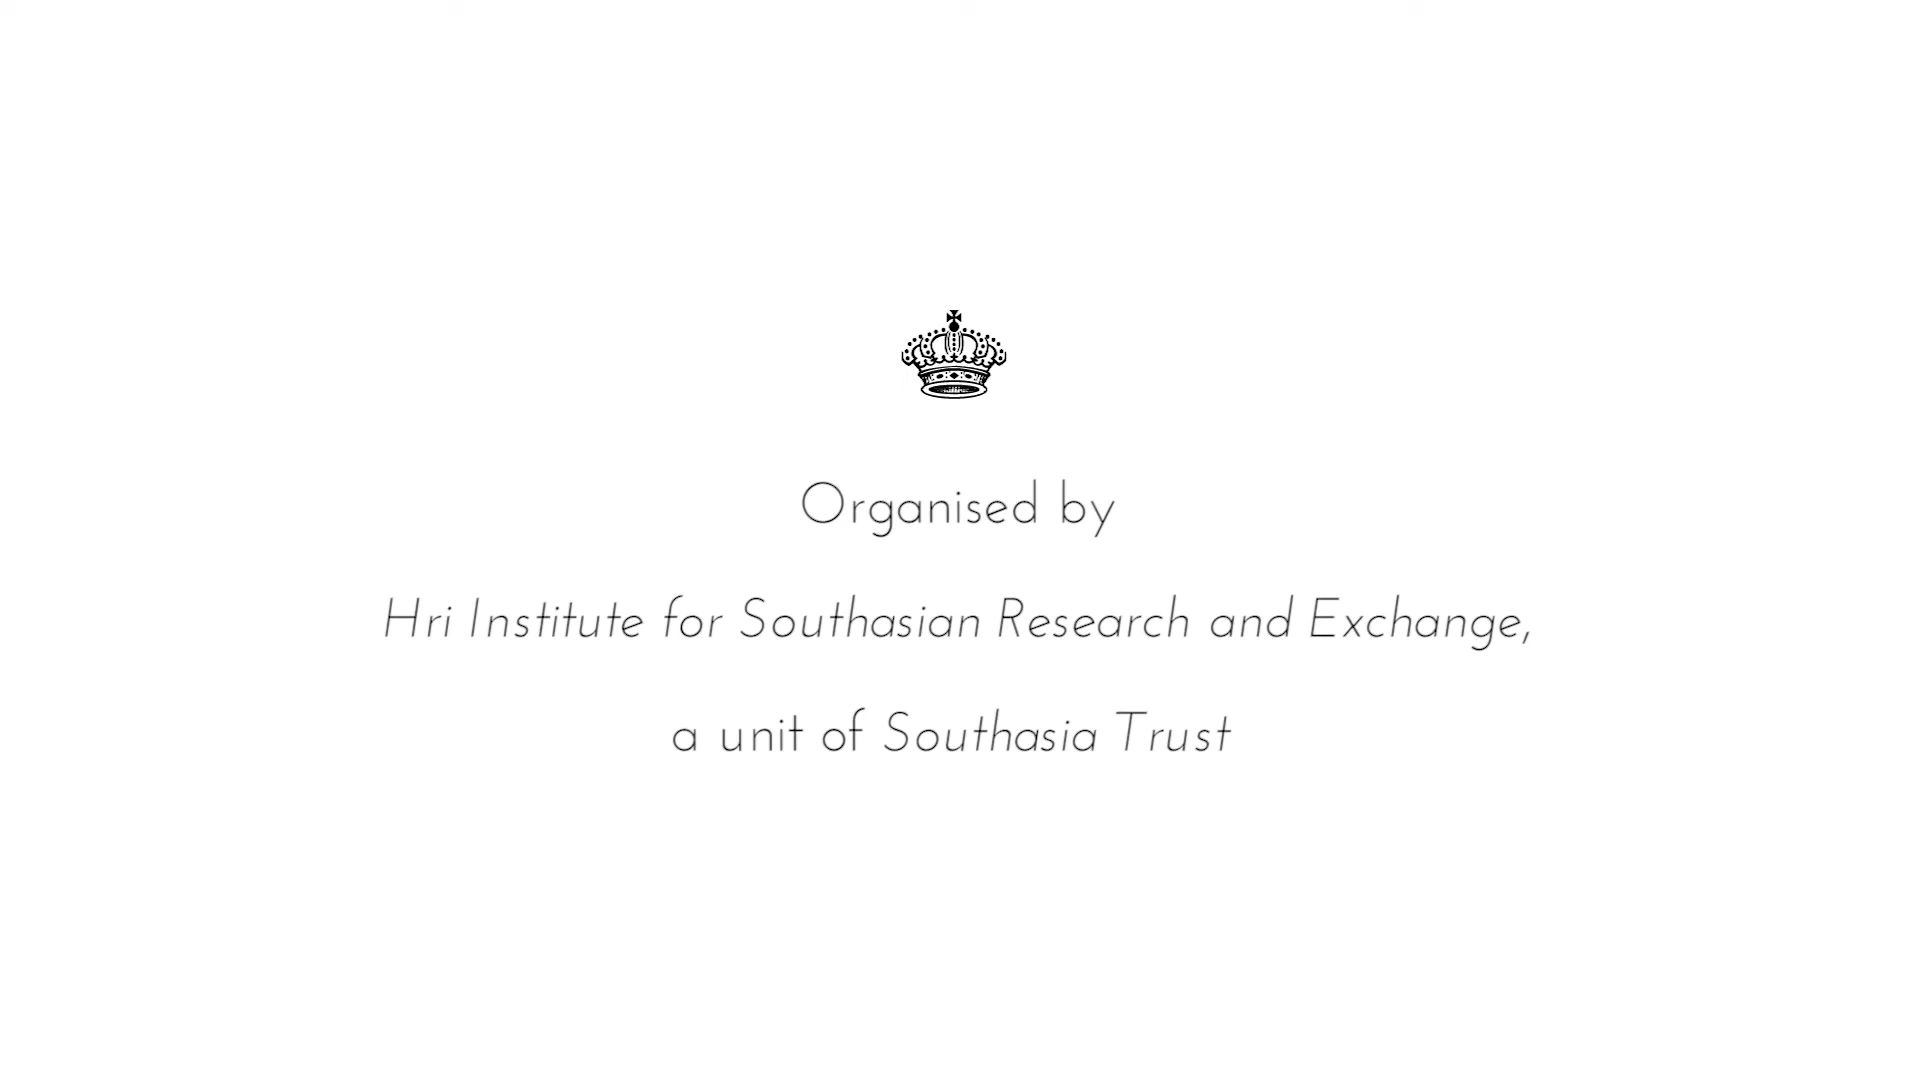 Organised by
Hri Institute for Southasian Research and Exchange,
a unit of Southasia Trust